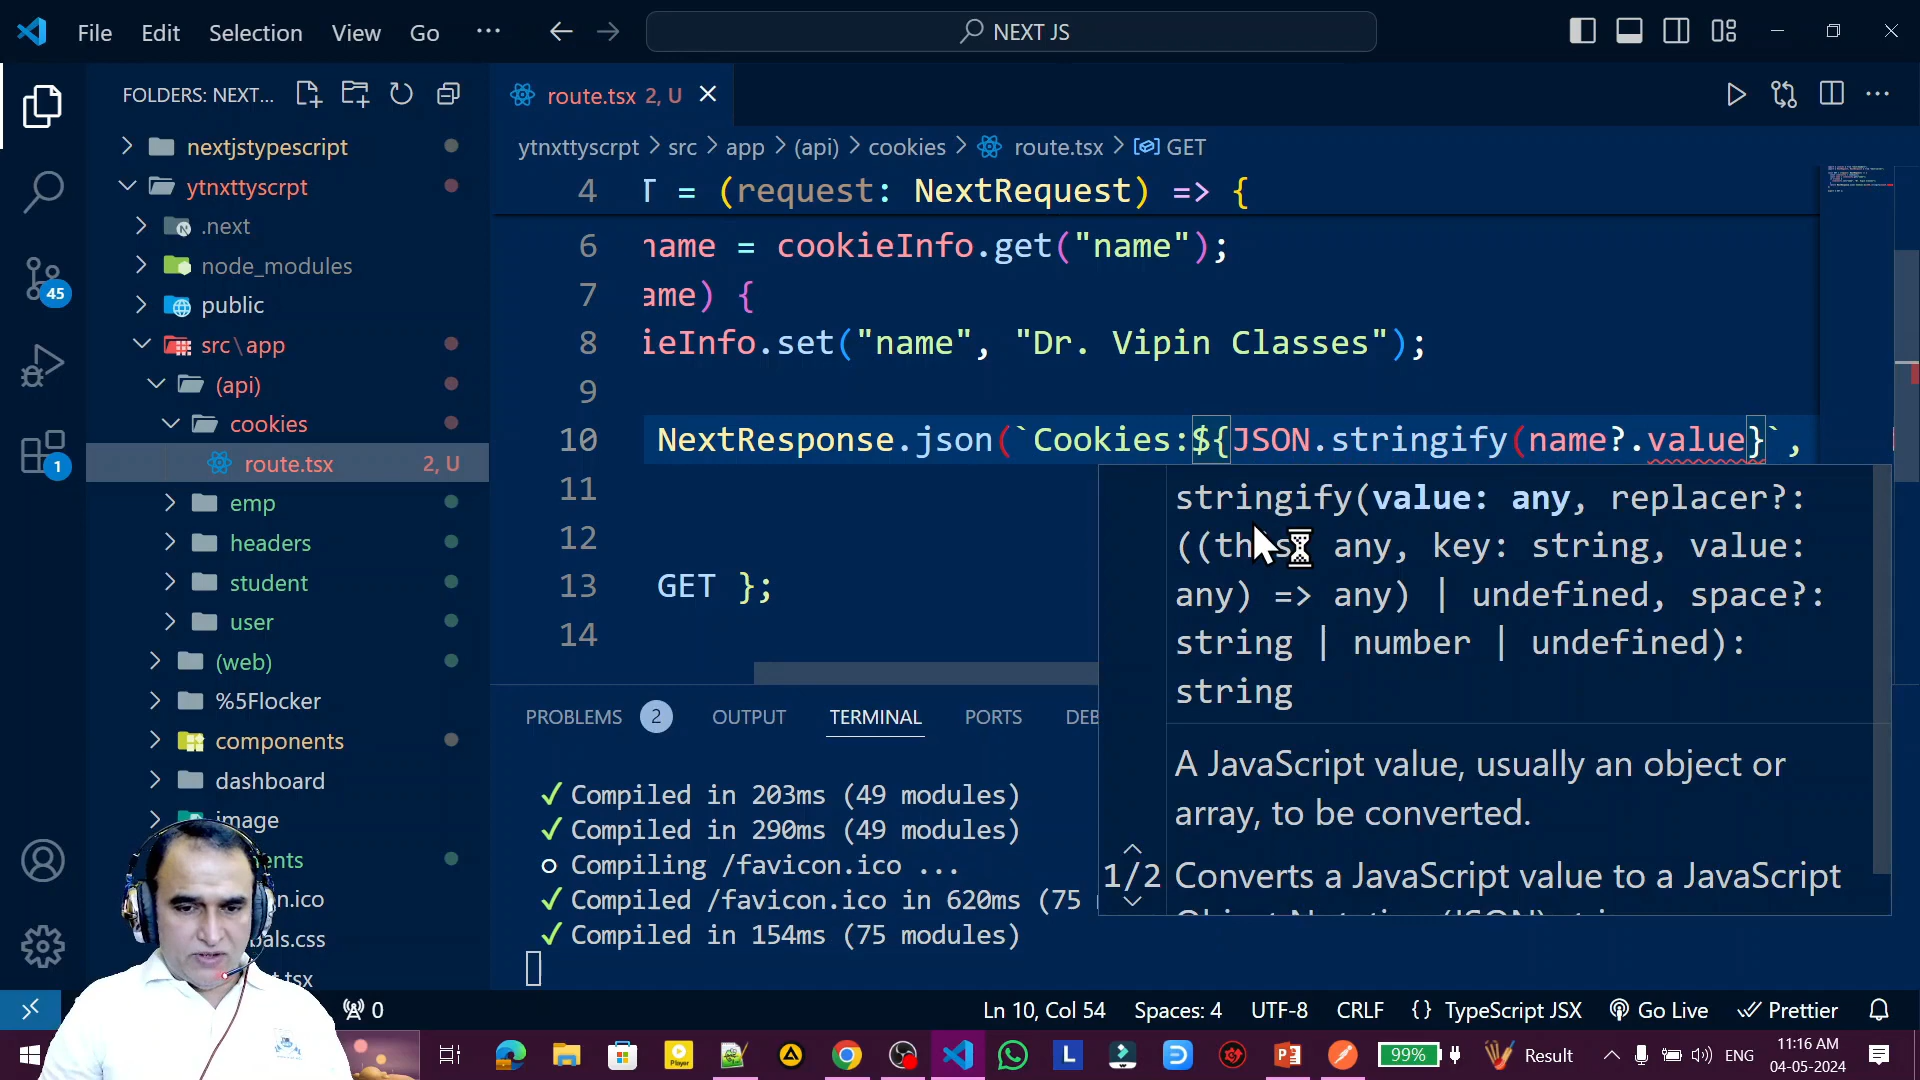 File Edit Selection View Go ··· NEXT JS
FOLDERS: NEXT...
nextjstypescript
ytnxttyscrpt
.next
node_modules
public
src\app
(api)
cookies
route.tsx 2, U
emp
headers
student
user
(web)
%5Flocker
components
dashboard
image
ents
n.ico
bals.css
t.tsx
45
1
route.tsx 2, U
ytnxttyscrpt > src > app > (api) > cookies > route.tsx > GET
4 T = (request: NextRequest) => {
6 name = cookieInfo.get("name");
7 ame) {
8 ieInfo.set("name", "Dr. Vipin Classes");
9
10 NextResponse.json(`Cookies:${JSON.stringify(name?.value}`,
11
12
13 GET };
14
stringify(value: any, replacer?:
((this: any, key: string, value:
any) => any) | undefined, space?:
string | number | undefined):
string
A JavaScript value, usually an object or
array, to be converted.
1/2 Converts a JavaScript value to a JavaScript
PROBLEMS 2 OUTPUT TERMINAL PORTS DEB
✓ Compiled in 203ms (49 modules)
✓ Compiled in 290ms (49 modules)
○ Compiling /favicon.ico ...
✓ Compiled /favicon.ico in 620ms (75
✓ Compiled in 154ms (75 modules)
0 Ln 10, Col 54 Spaces: 4 UTF-8 CRLF {} TypeScript JSX Go Live Prettier
99% Result ENG 11:16 AM
04-05-2024